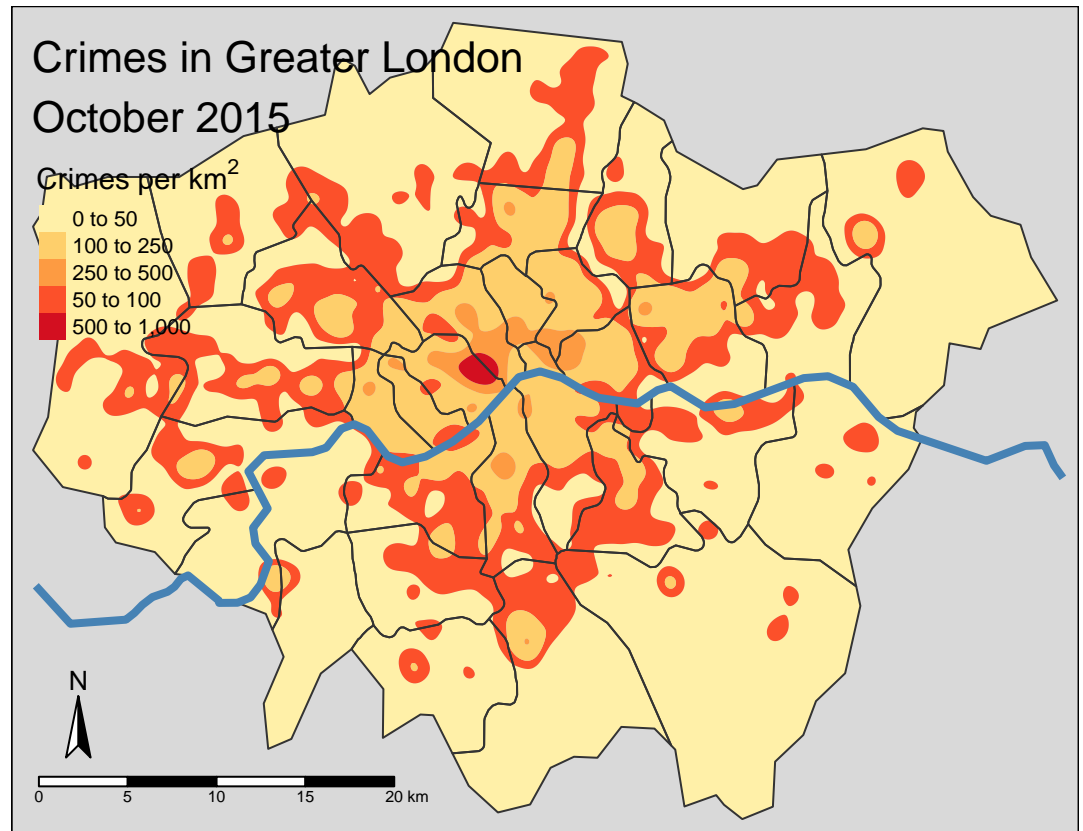 Crimes in Greater London
October 2015
Crimes per km²
0 to 50
100 to 250
250 to 500
50 to 100
500 to 1,000
N
0 5 10 15 20 km